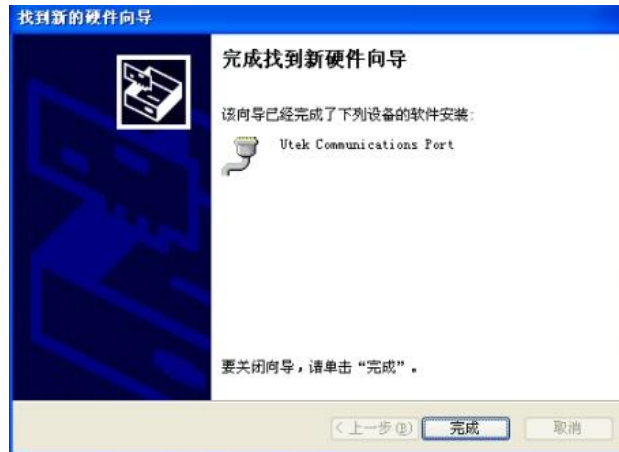 找到新的硬件向导
完成找到新硬件向导
该向导已经完成了下列设备的软件安装:
Utek Communications Port
要关闭向导,请单击“完成”。
<上一步(B)
完成
取消